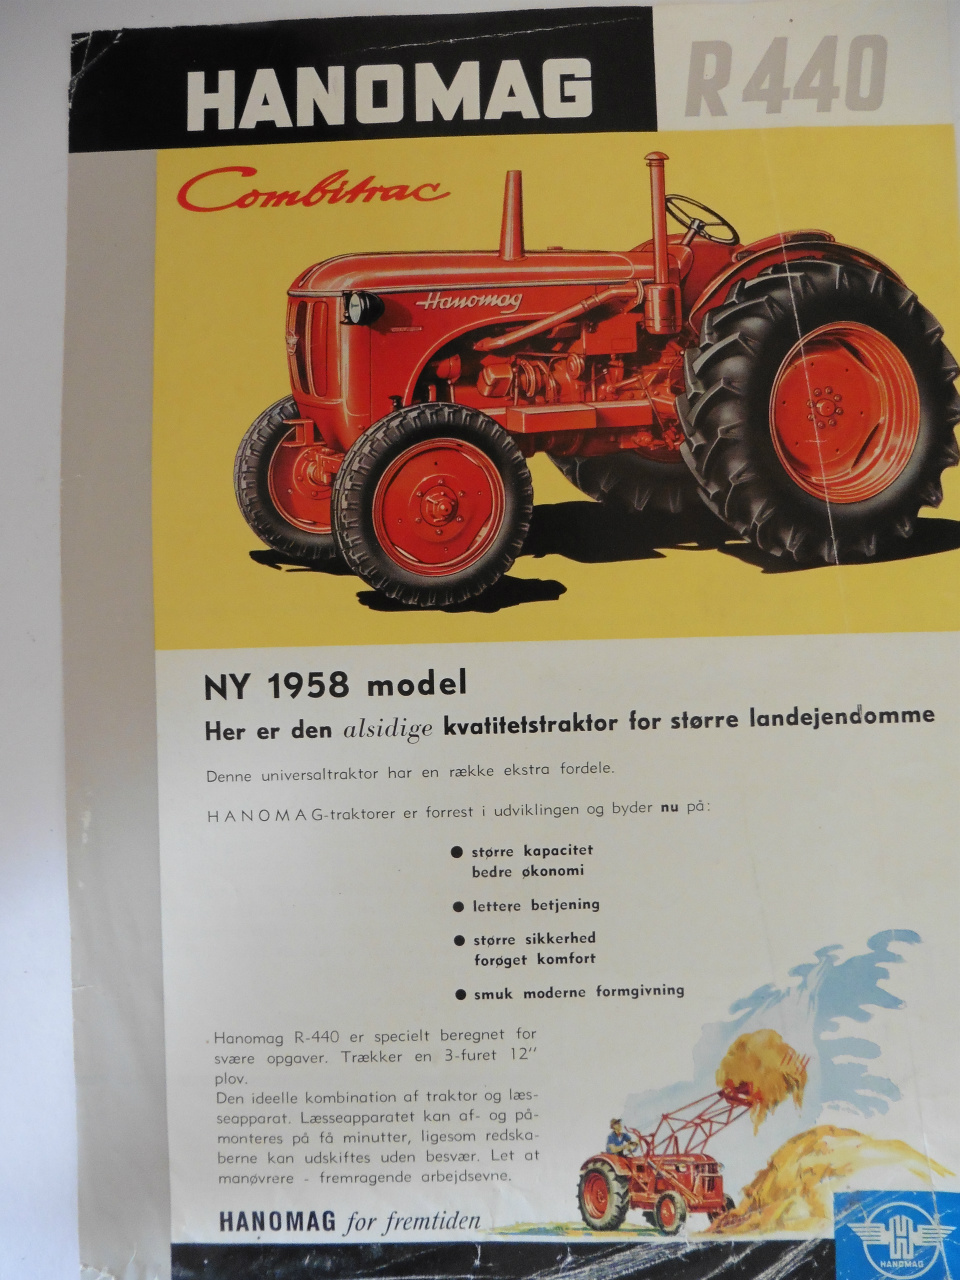 HANOMAG R440
Combitrac
Hanomag
NY 1958 model
Her er den alsidige kvatitetstraktor for større landejendomme
Denne universaltraktor har en række ekstra fordele.
HANOMAG-traktorer er forrest i udviklingen og byder nu på:
● større kapacitet
bedre økonomi
● lettere betjening
● større sikkerhed
forøget komfort
● smuk moderne formgivning
Hanomag R-440 er specielt beregnet for
svære opgaver. Trækker en 3-furet 12″
plov.
Den ideelle kombination af traktor og læs-
seapparat. Læsseapparatet kan af- og på-
monteres på få minutter, ligesom redska-
berne kan udskiftes uden besvær. Let at
manøvrere - fremragende arbejdsevne.
HANOMAG for fremtiden
HANOMAG